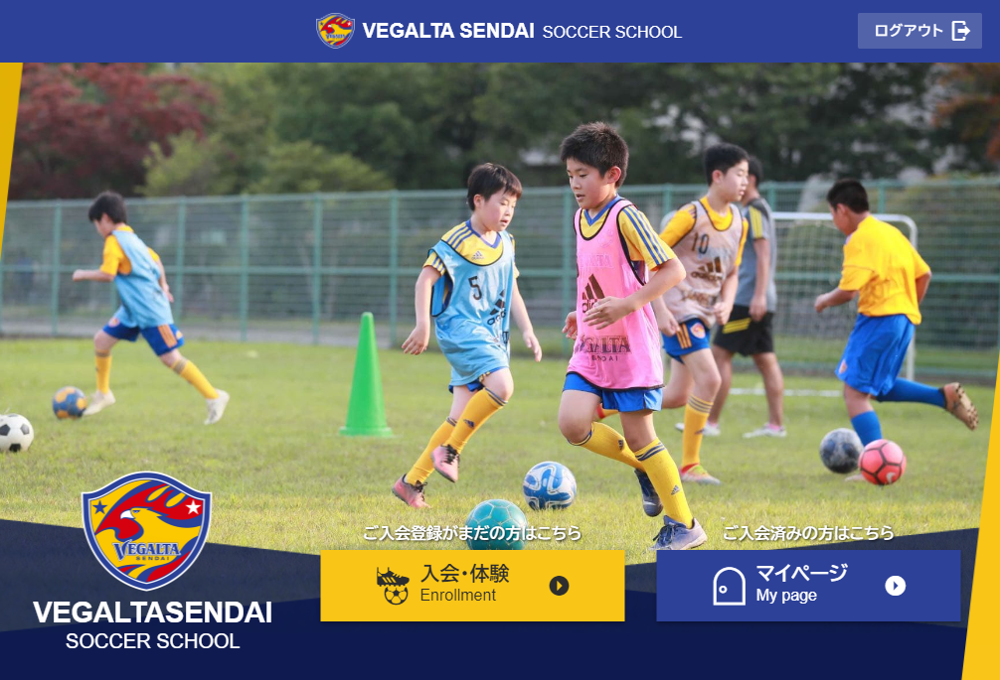 VEGALTA SENDAI SOCCER SCHOOL
ログアウト
5
10
VEGALTA
SENDAI
VEGALTASENDAI
SOCCER SCHOOL
ご入会登録がまだの方はこちら
入会・体験
Enrollment
ご入会済みの方はこちら
マイページ
My page